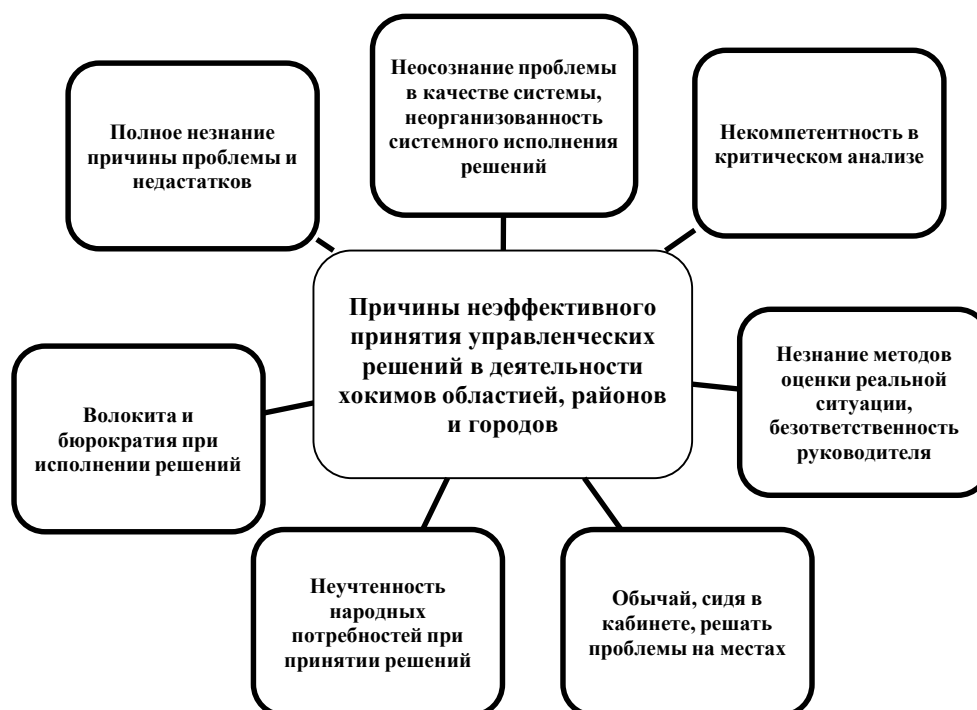 Неосознание проблемы
в качестве системы,
неорганизованность
системного исполнения
решений
Полное незнание
причины проблемы и
недастатков
Некомпетентность в
критическом анализе
Причины неэффективного
принятия управленческих
решений в деятельности
хокимов областией, районов
и городов
Незнание методов
оценки реальной
ситуации,
безответственность
руководителя
Волокита и
бюрократия при
исполнении решений
Неучтенность
народных
потребностей при
принятии решений
Обычай, сидя в
кабинете, решать
проблемы на местах